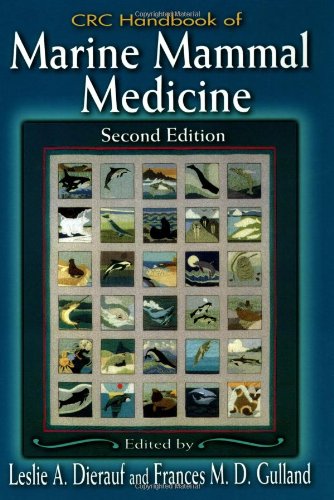 CRC Handbook of
Marine Mammal
Medicine
Second Edition
Edited by
Leslie A. Dierauf and Frances M. D. Gulland